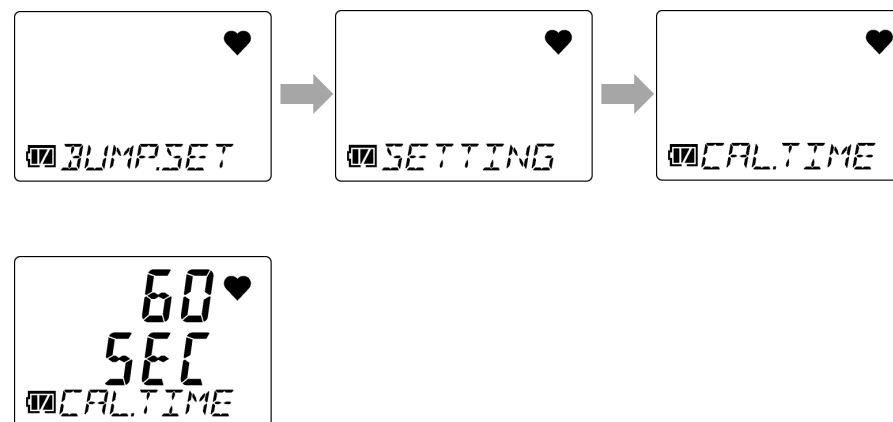 BUMP.SET
SETTING
CAL.TIME
60
SEC
CAL.TIME